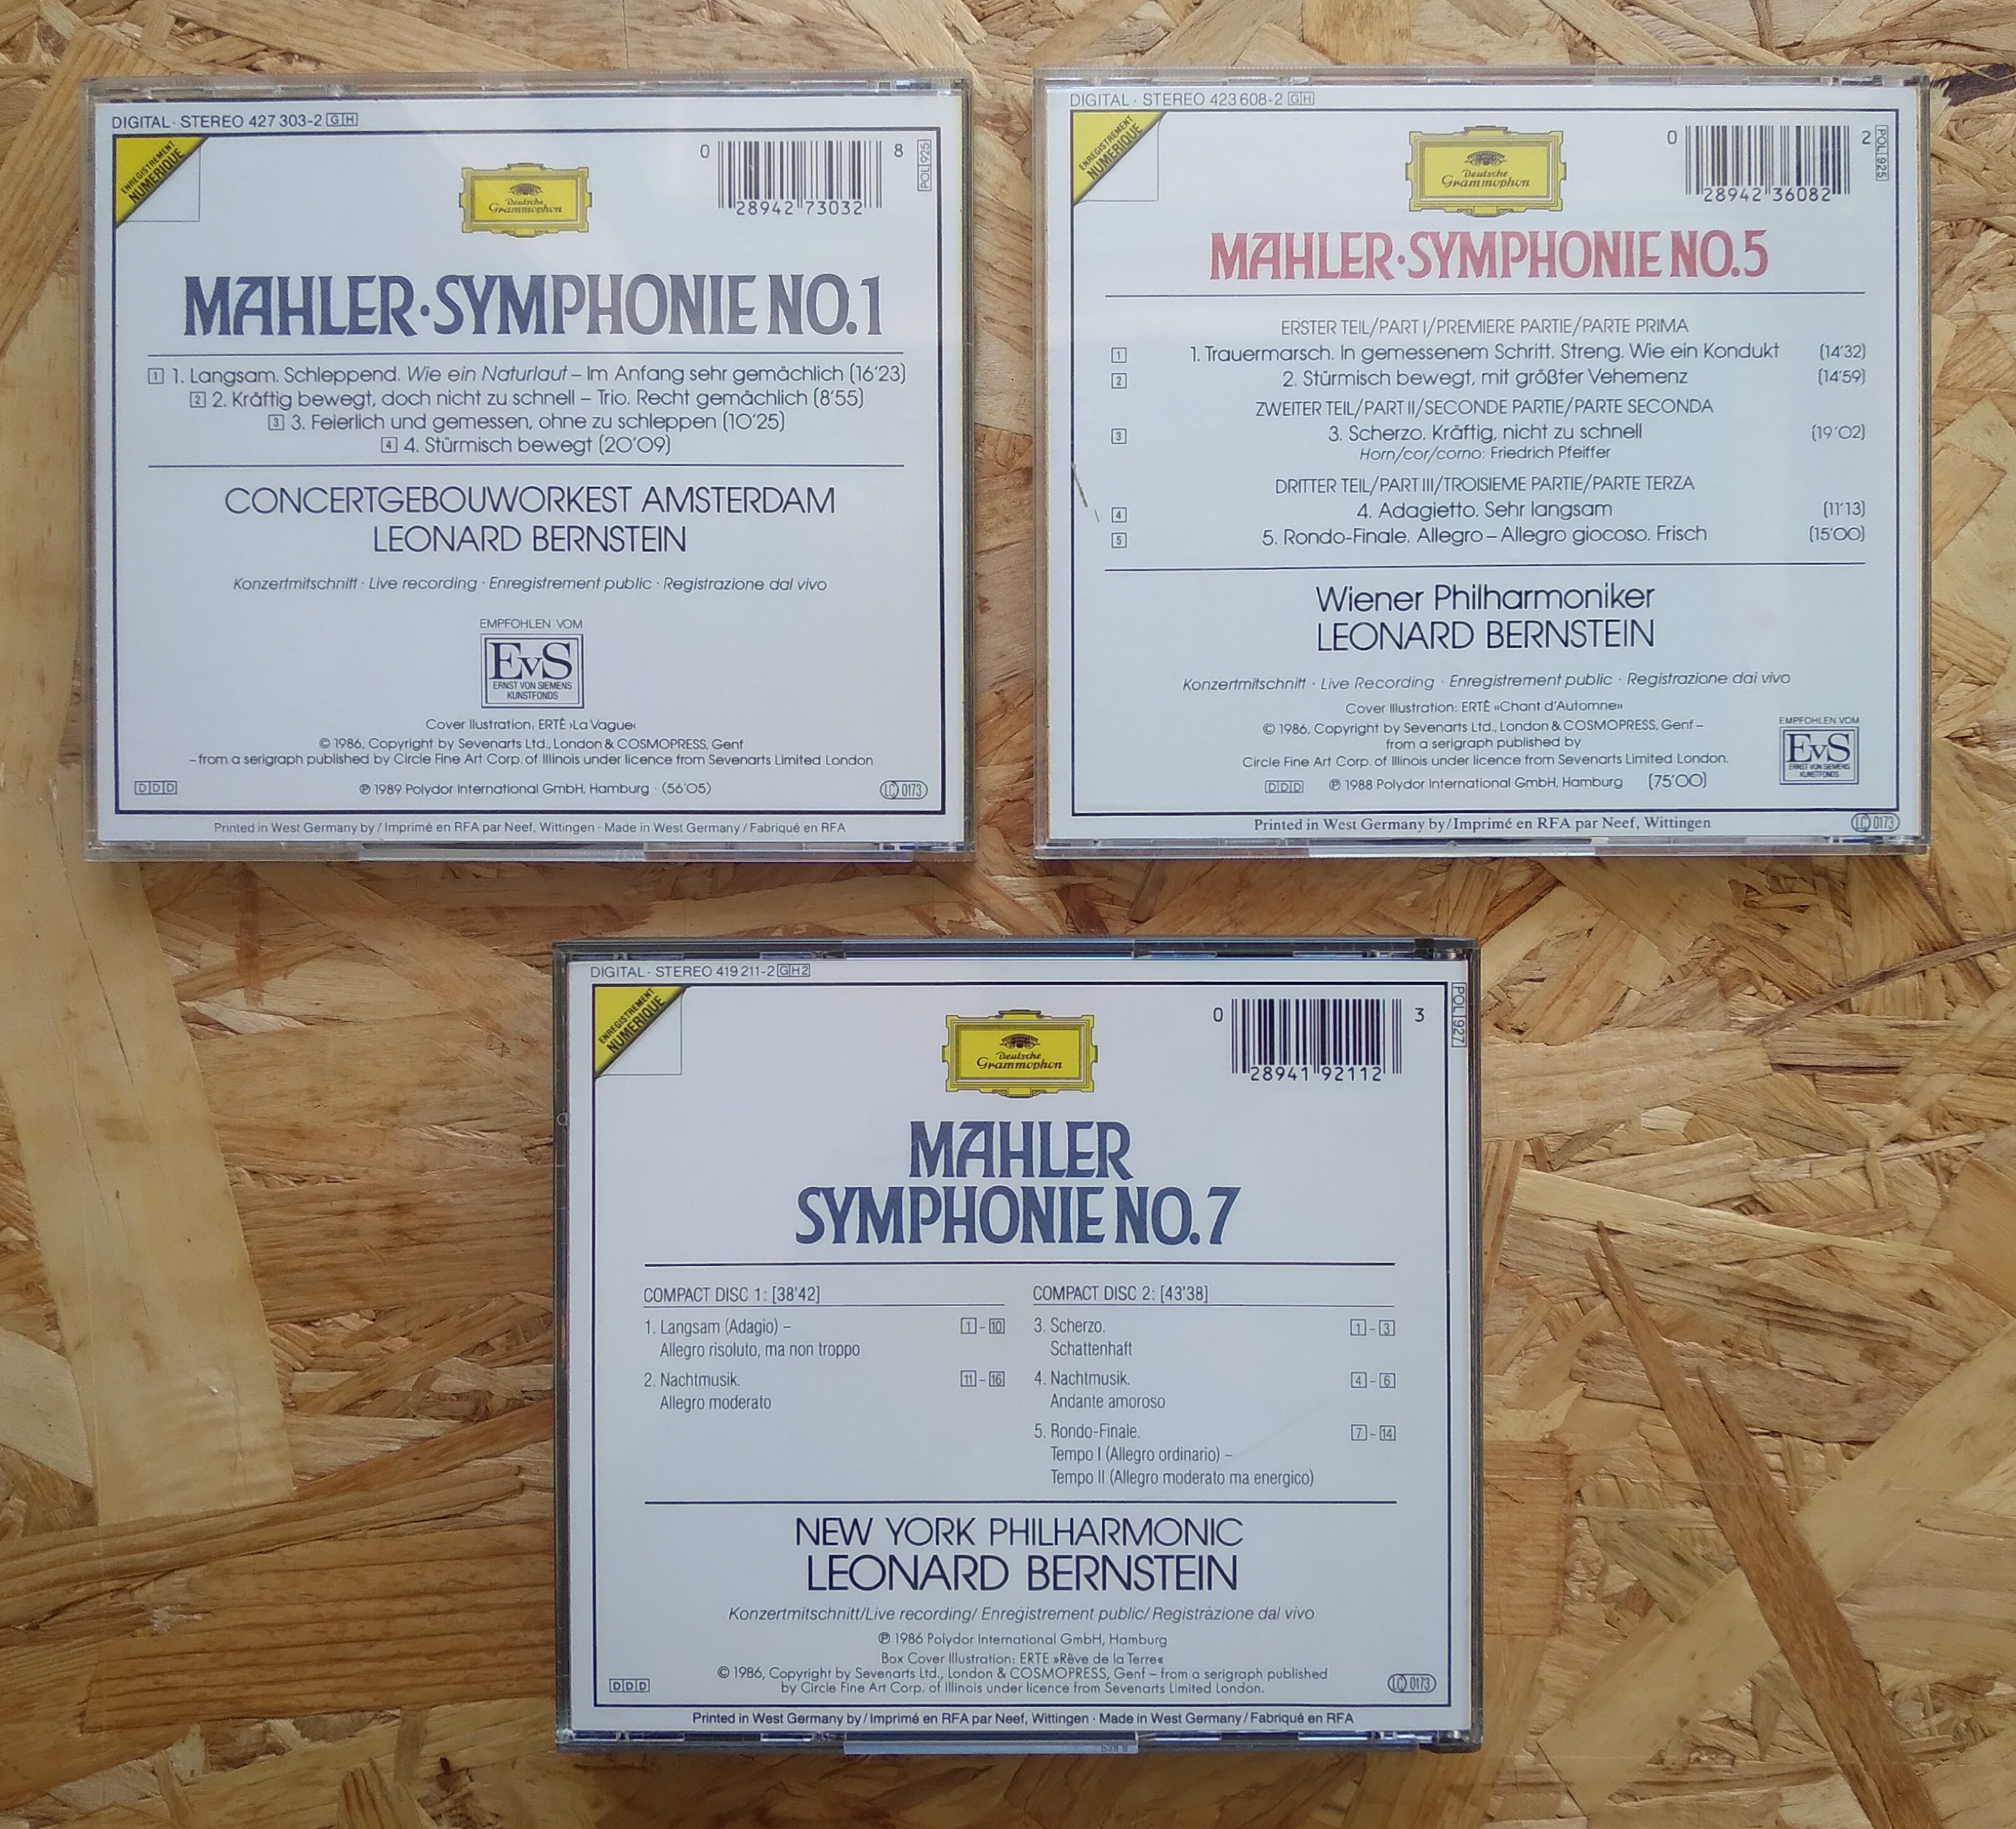 DIGITAL · STEREO 427 303-2 GH
ENREGISTREMENT
NUMERIQUE
Deutsche
Grammophon
0 28942 73032 8
POL 925
MAHLER·SYMPHONIE NO.1
1 1. Langsam. Schleppend. Wie ein Naturlaut – Im Anfang sehr gemächlich (16'23)
2 2. Kräftig bewegt, doch nicht zu schnell – Trio. Recht gemächlich (8'55)
3 3. Feierlich und gemessen, ohne zu schleppen (10'25)
4 4. Stürmisch bewegt (20'09)
CONCERTGEBOUWORKEST AMSTERDAM
LEONARD BERNSTEIN
Konzertmitschnitt · Live recording · Enregistrement public · Registrazione dal vivo
EMPFOHLEN VOM
EvS
ERNST VON SIEMENS
KUNSTFONDS
Cover Ilustration: ERTÉ ›La Vague‹
© 1986, Copyright by Sevenarts Ltd., London & COSMOPRESS, Genf
– from a serigraph published by Circle Fine Art Corp. of Illinois under licence from Sevenarts Limited London
DDD ℗ 1989 Polydor International GmbH, Hamburg · (56'05) LC 0173
Printed in West Germany by / Imprimé en RFA par Neef, Wittingen · Made in West Germany / Fabriqué en RFA
DIGITAL · STEREO 423 608-2 GH
ENREGISTREMENT
NUMERIQUE
Deutsche
Grammophon
0 28942 36082 2
POL 925
MAHLER·SYMPHONIE NO.5
ERSTER TEIL/PART I/PREMIERE PARTIE/PARTE PRIMA
1 1. Trauermarsch. In gemessenem Schritt. Streng. Wie ein Kondukt (14'32)
2 2. Stürmisch bewegt, mit größter Vehemenz (14'59)
ZWEITER TEIL/PART II/SECONDE PARTIE/PARTE SECONDA
3 3. Scherzo. Kräftig, nicht zu schnell (19'02)
Horn/cor/corno: Friedrich Pfeiffer
DRITTER TEIL/PART III/TROISIEME PARTIE/PARTE TERZA
4 4. Adagietto. Sehr langsam (11'13)
5 5. Rondo-Finale. Allegro – Allegro giocoso. Frisch (15'00)
Wiener Philharmoniker
LEONARD BERNSTEIN
Konzertmitschnitt · Live Recording · Enregistrement public · Registrazione dal vivo
Cover Illustration: ERTÉ «Chant d'Automne»
© 1986, Copyright by Sevenarts Ltd., London & COSMOPRESS, Genf –
from a serigraph published by
Circle Fine Art Corp. of Illinois under licence from Sevenarts Limited London.
DDD ℗ 1988 Polydor International GmbH, Hamburg (75'00)
EMPFOHLEN VOM
EvS
ERNST VON SIEMENS
KUNSTFONDS
Printed in West Germany by / Imprimé en RFA par Neef, Wittingen LC 0173
DIGITAL · STEREO 419 211-2 GH2
ENREGISTREMENT
NUMERIQUE
Deutsche
Grammophon
0 28941 92112 3
POL 927
MAHLER
SYMPHONIE NO.7
COMPACT DISC 1: [38'42]
1. Langsam (Adagio) – 1 - 10
Allegro risoluto, ma non troppo
2. Nachtmusik. 11 - 16
Allegro moderato
COMPACT DISC 2: [43'38]
3. Scherzo. 1 - 3
Schattenhaft
4. Nachtmusik. 4 - 6
Andante amoroso
5. Rondo-Finale. 7 - 14
Tempo I (Allegro ordinario) –
Tempo II (Allegro moderato ma energico)
NEW YORK PHILHARMONIC
LEONARD BERNSTEIN
Konzertmitschnitt/Live recording/ Enregistrement public/ Registrazione dal vivo
℗ 1986 Polydor International GmbH, Hamburg
Box Cover Illustration: ERTE »Rêve de la Terre«
© 1986, Copyright by Sevenarts Ltd., London & COSMOPRESS, Genf – from a serigraph published
by Circle Fine Art Corp. of Illinois under licence from Sevenarts Limited London.
DDD LC 0173
Printed in West Germany by / Imprimé en RFA par Neef, Wittingen · Made in West Germany / Fabriqué en RFA